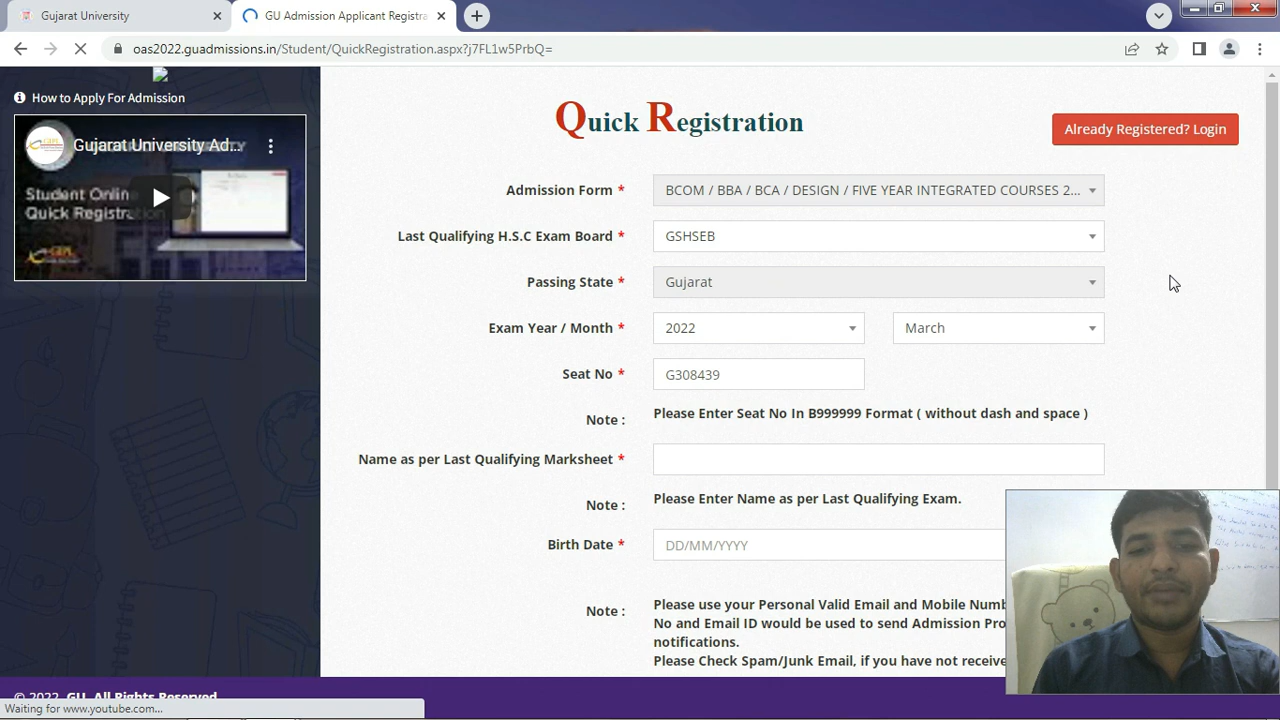 Gujarat University
GU Admission Applicant Registra
oas2022.guadmissions.in/Student/QuickRegistration.aspx?j7FL1w5PrbQ=
How to Apply For Admission
Gujarat University Ad...
Student Online
Quick Registra
Quick Registration
Already Registered? Login
Admission Form *
BCOM / BBA / BCA / DESIGN / FIVE YEAR INTEGRATED COURSES 2...
Last Qualifying H.S.C Exam Board *
GSHSEB
Passing State *
Gujarat
Exam Year / Month *
2022
March
Seat No *
G308439
Note :
Please Enter Seat No In B999999 Format ( without dash and space )
Name as per Last Qualifying Marksheet *
Note :
Please Enter Name as per Last Qualifying Exam.
Birth Date *
DD/MM/YYYY
Note :
Please use your Personal Valid Email and Mobile Numb
No and Email ID would be used to send Admission Pro
notifications.
Please Check Spam/Junk Email, if you have not receive
© 2022, GU. All Rights Reserved
Waiting for www.youtube.com...